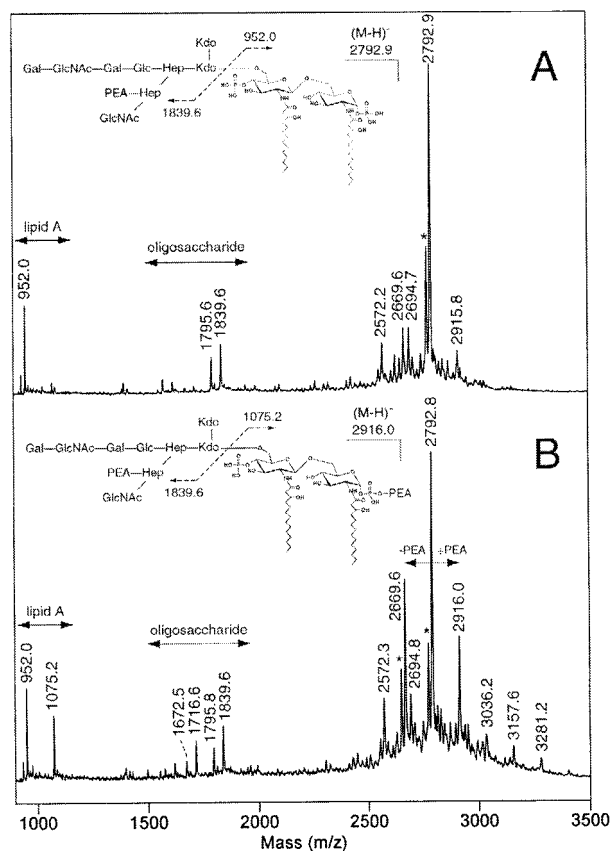 A
952.0
(M-H)⁻
2792.9
2792.9
Kdo
Gal—GlcNAc—Gal—Glc—Hep—Kdo
PEA—Hep
GlcNAc
1839.6
lipid A
oligosaccharide
952.0
1795.6
1839.6
2572.2
2669.6
2694.7
*
2915.8
B
1075.2
(M-H)⁻
2916.0
2792.8
Kdo
Gal—GlcNAc—Gal—Glc—Hep—Kdo
PEA—Hep
GlcNAc
1839.6
PEA
-PEA +PEA
lipid A
oligosaccharide
952.0
1075.2
1672.5
1716.6
1795.8
1839.6
2572.3
*
2669.6
2694.8
*
2916.0
3036.2
3157.6
3281.2
1000 1500 2000 2500 3000 3500
Mass (m/z)